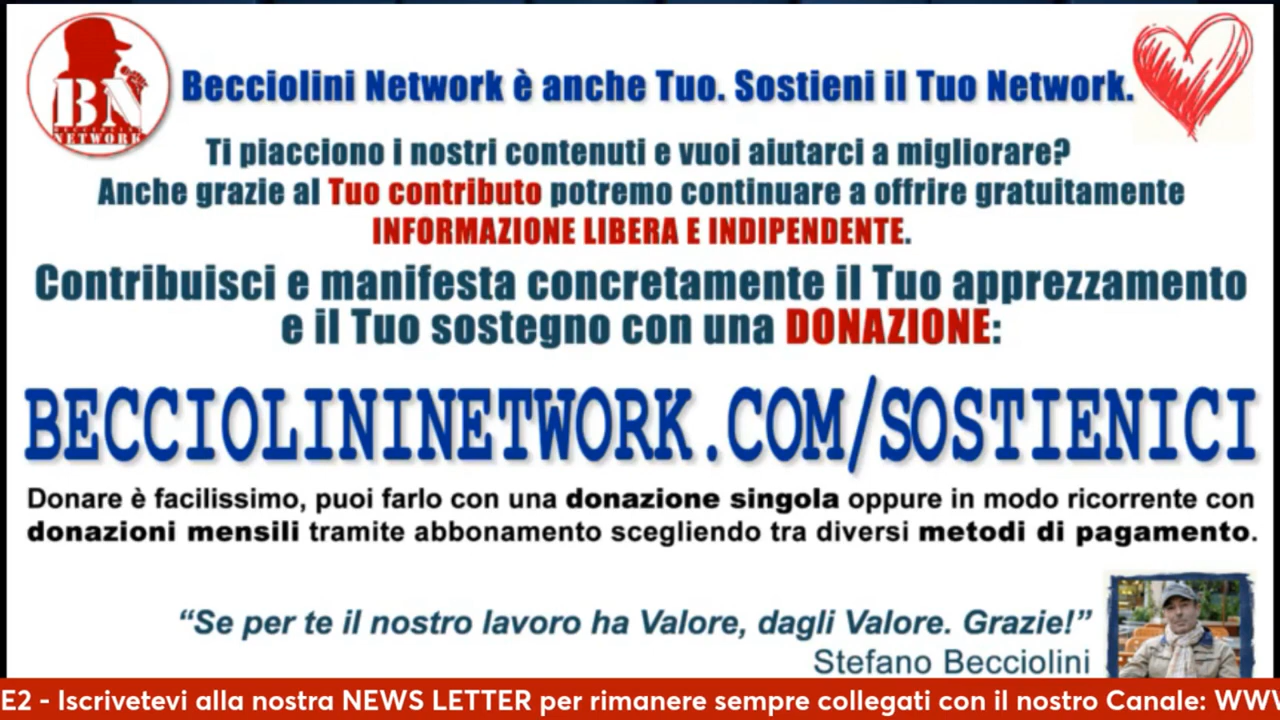 BN
BECCIOLINI
NETWORK
Becciolini Network è anche Tuo. Sostieni il Tuo Network.
Ti piacciono i nostri contenuti e vuoi aiutarci a migliorare?
Anche grazie al Tuo contributo potremo continuare a offrire gratuitamente
INFORMAZIONE LIBERA E INDIPENDENTE.
Contribuisci e manifesta concretamente il Tuo apprezzamento
e il Tuo sostegno con una DONAZIONE:
BECCIOLININETWORK.COM/SOSTIENICI
Donare è facilissimo, puoi farlo con una donazione singola oppure in modo ricorrente con
donazioni mensili tramite abbonamento scegliendo tra diversi metodi di pagamento.
“Se per te il nostro lavoro ha Valore, dagli Valore. Grazie!”
Stefano Becciolini
E2 - Iscrivetevi alla nostra NEWS LETTER per rimanere sempre collegati con il nostro Canale: WWW